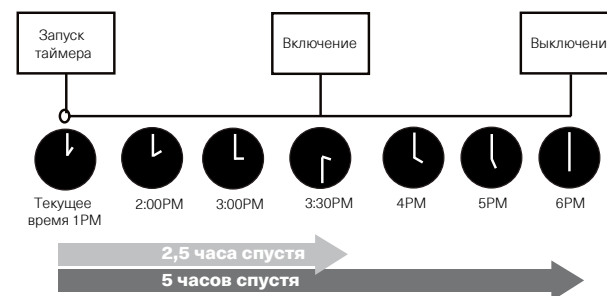 Запуск
таймера
Включение
Выключени
Текущее
время 1PM
2:00PM
3:00PM
3:30PM
4PM
5PM
6PM
2,5 часа спустя
5 часов спустя